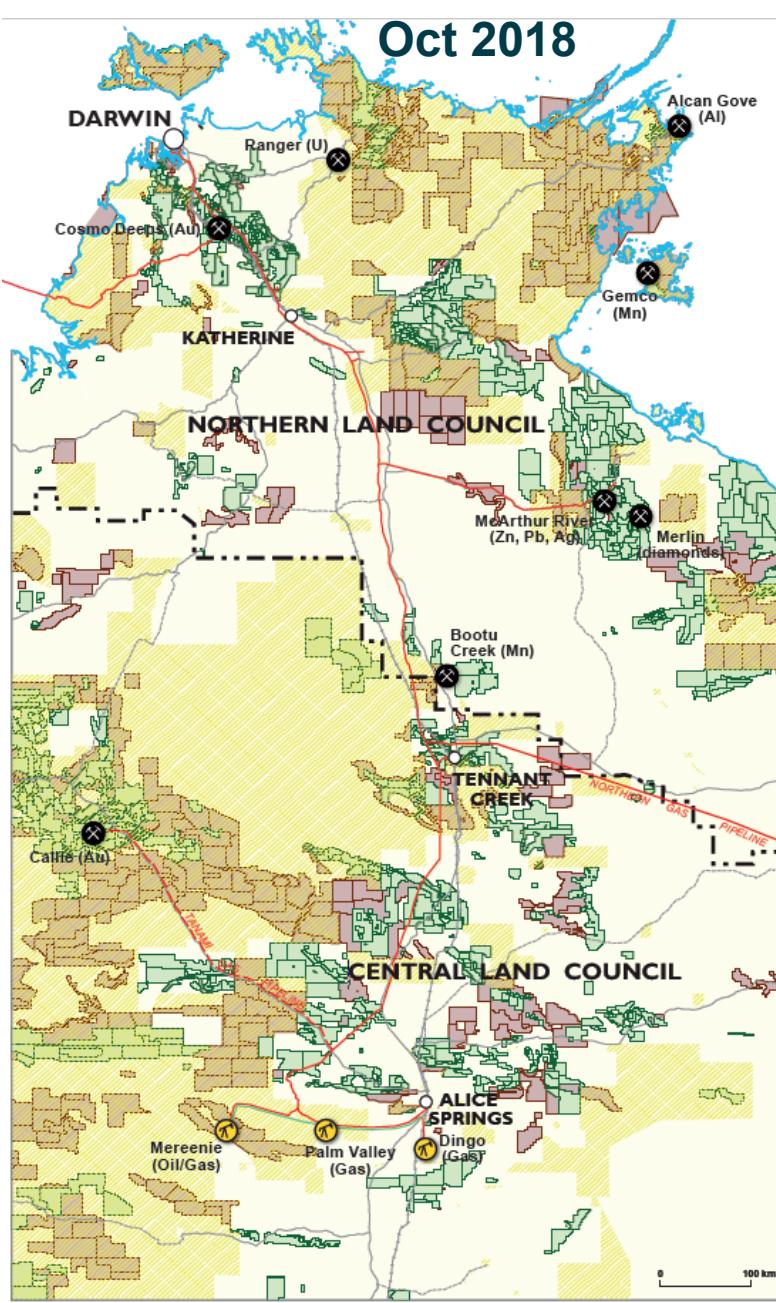 Oct 2018
Alcan Gove
(Al)
DARWIN
Ranger (U)
Cosmo Deeps (Au)
Gemco
(Mn)
KATHERINE
NORTHERN LAND COUNCIL
McArthur River
(Zn, Pb, Ag)
Merlin
(diamonds)
Bootu
Creek (Mn)
TENNANT
CREEK
NORTHERN GAS PIPELINE
Callie (Au)
TANAMI
CENTRAL LAND COUNCIL
ALICE
SPRINGS
Mereenie
(Oil/Gas)
Palm Valley
(Gas)
Dingo
(Gas)
0 100 km